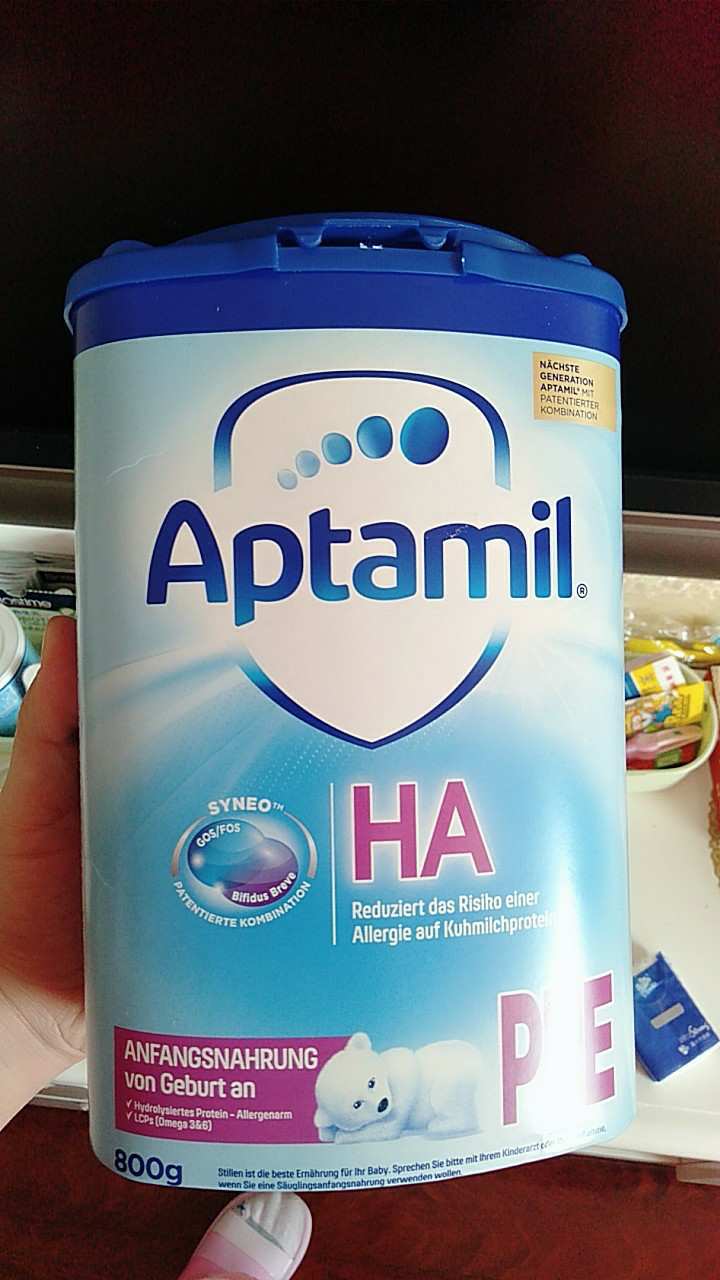 NÄCHSTE
GENERATION
APTAMIL® MIT
PATENTIERTER
KOMBINATION
Aptamil®
SYNEO™
GOS/FOS
Bifidus Breve
PATENTIERTE KOMBINATION
HA
Reduziert das Risiko einer
Allergie auf Kuhmilchprotein
PRE
ANFANGSNAHRUNG
von Geburt an
✓ Hydrolysiertes Protein - Allergenarm
✓ LCPs (Omega 3&6)
800g
Stillen ist die beste Ernährung für Ihr Baby. Sprechen Sie bitte mit Ihrem Kinderarzt oder
wenn Sie eine Säuglingsanfangsnahrung verwenden wollen.